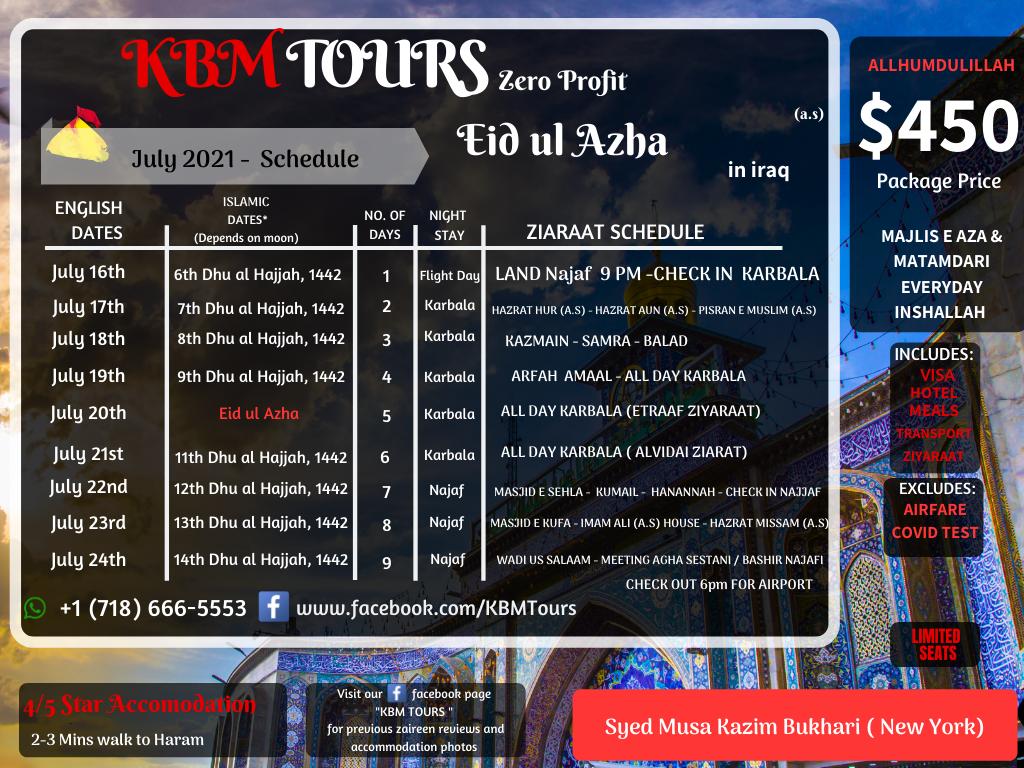 KBM TOURS Zero Profit
(a.s)
Eid ul Azha
in iraq
July 2021 - Schedule
ENGLISH DATES
ISLAMIC DATES* (Depends on moon)
NO. OF DAYS
NIGHT STAY
ZIARAAT SCHEDULE
July 16th 6th Dhu al Hajjah, 1442 1 Flight Day LAND Najaf 9 PM -CHECK IN KARBALA
July 17th 7th Dhu al Hajjah, 1442 2 Karbala HAZRAT HUR (A.S) - HAZRAT AUN (A.S) - PISRAN E MUSLIM (A.S)
July 18th 8th Dhu al Hajjah, 1442 3 Karbala KAZMAIN - SAMRA - BALAD
July 19th 9th Dhu al Hajjah, 1442 4 Karbala ARFAH AMAAL - ALL DAY KARBALA
July 20th Eid ul Azha 5 Karbala ALL DAY KARBALA (ETRAAF ZIYARAAT)
July 21st 11th Dhu al Hajjah, 1442 6 Karbala ALL DAY KARBALA ( ALVIDAI ZIARAT)
July 22nd 12th Dhu al Hajjah, 1442 7 Najaf MASJID E SEHLA - KUMAIL - HANANNAH - CHECK IN NAJJAF
July 23rd 13th Dhu al Hajjah, 1442 8 Najaf MASJID E KUFA - IMAM ALI (A.S) HOUSE - HAZRAT MISSAM (A.S)
July 24th 14th Dhu al Hajjah, 1442 9 Najaf WADI US SALAAM - MEETING AGHA SESTANI / BASHIR NAJAFI
CHECK OUT 6pm FOR AIRPORT
+1 (718) 666-5553 www.facebook.com/KBMTours
ALLHUMDULILLAH
$450
Package Price
MAJLIS E AZA &
MATAMDARI
EVERYDAY
INSHALLAH
INCLUDES:
VISA
HOTEL
MEALS
TRANSPORT
ZIYARAAT
EXCLUDES:
AIRFARE
COVID TEST
LIMITED
SEATS
4/5 Star Accomodation
2-3 Mins walk to Haram
Visit our facebook page
"KBM TOURS "
for previous zaireen reviews and
accommodation photos
Syed Musa Kazim Bukhari ( New York)